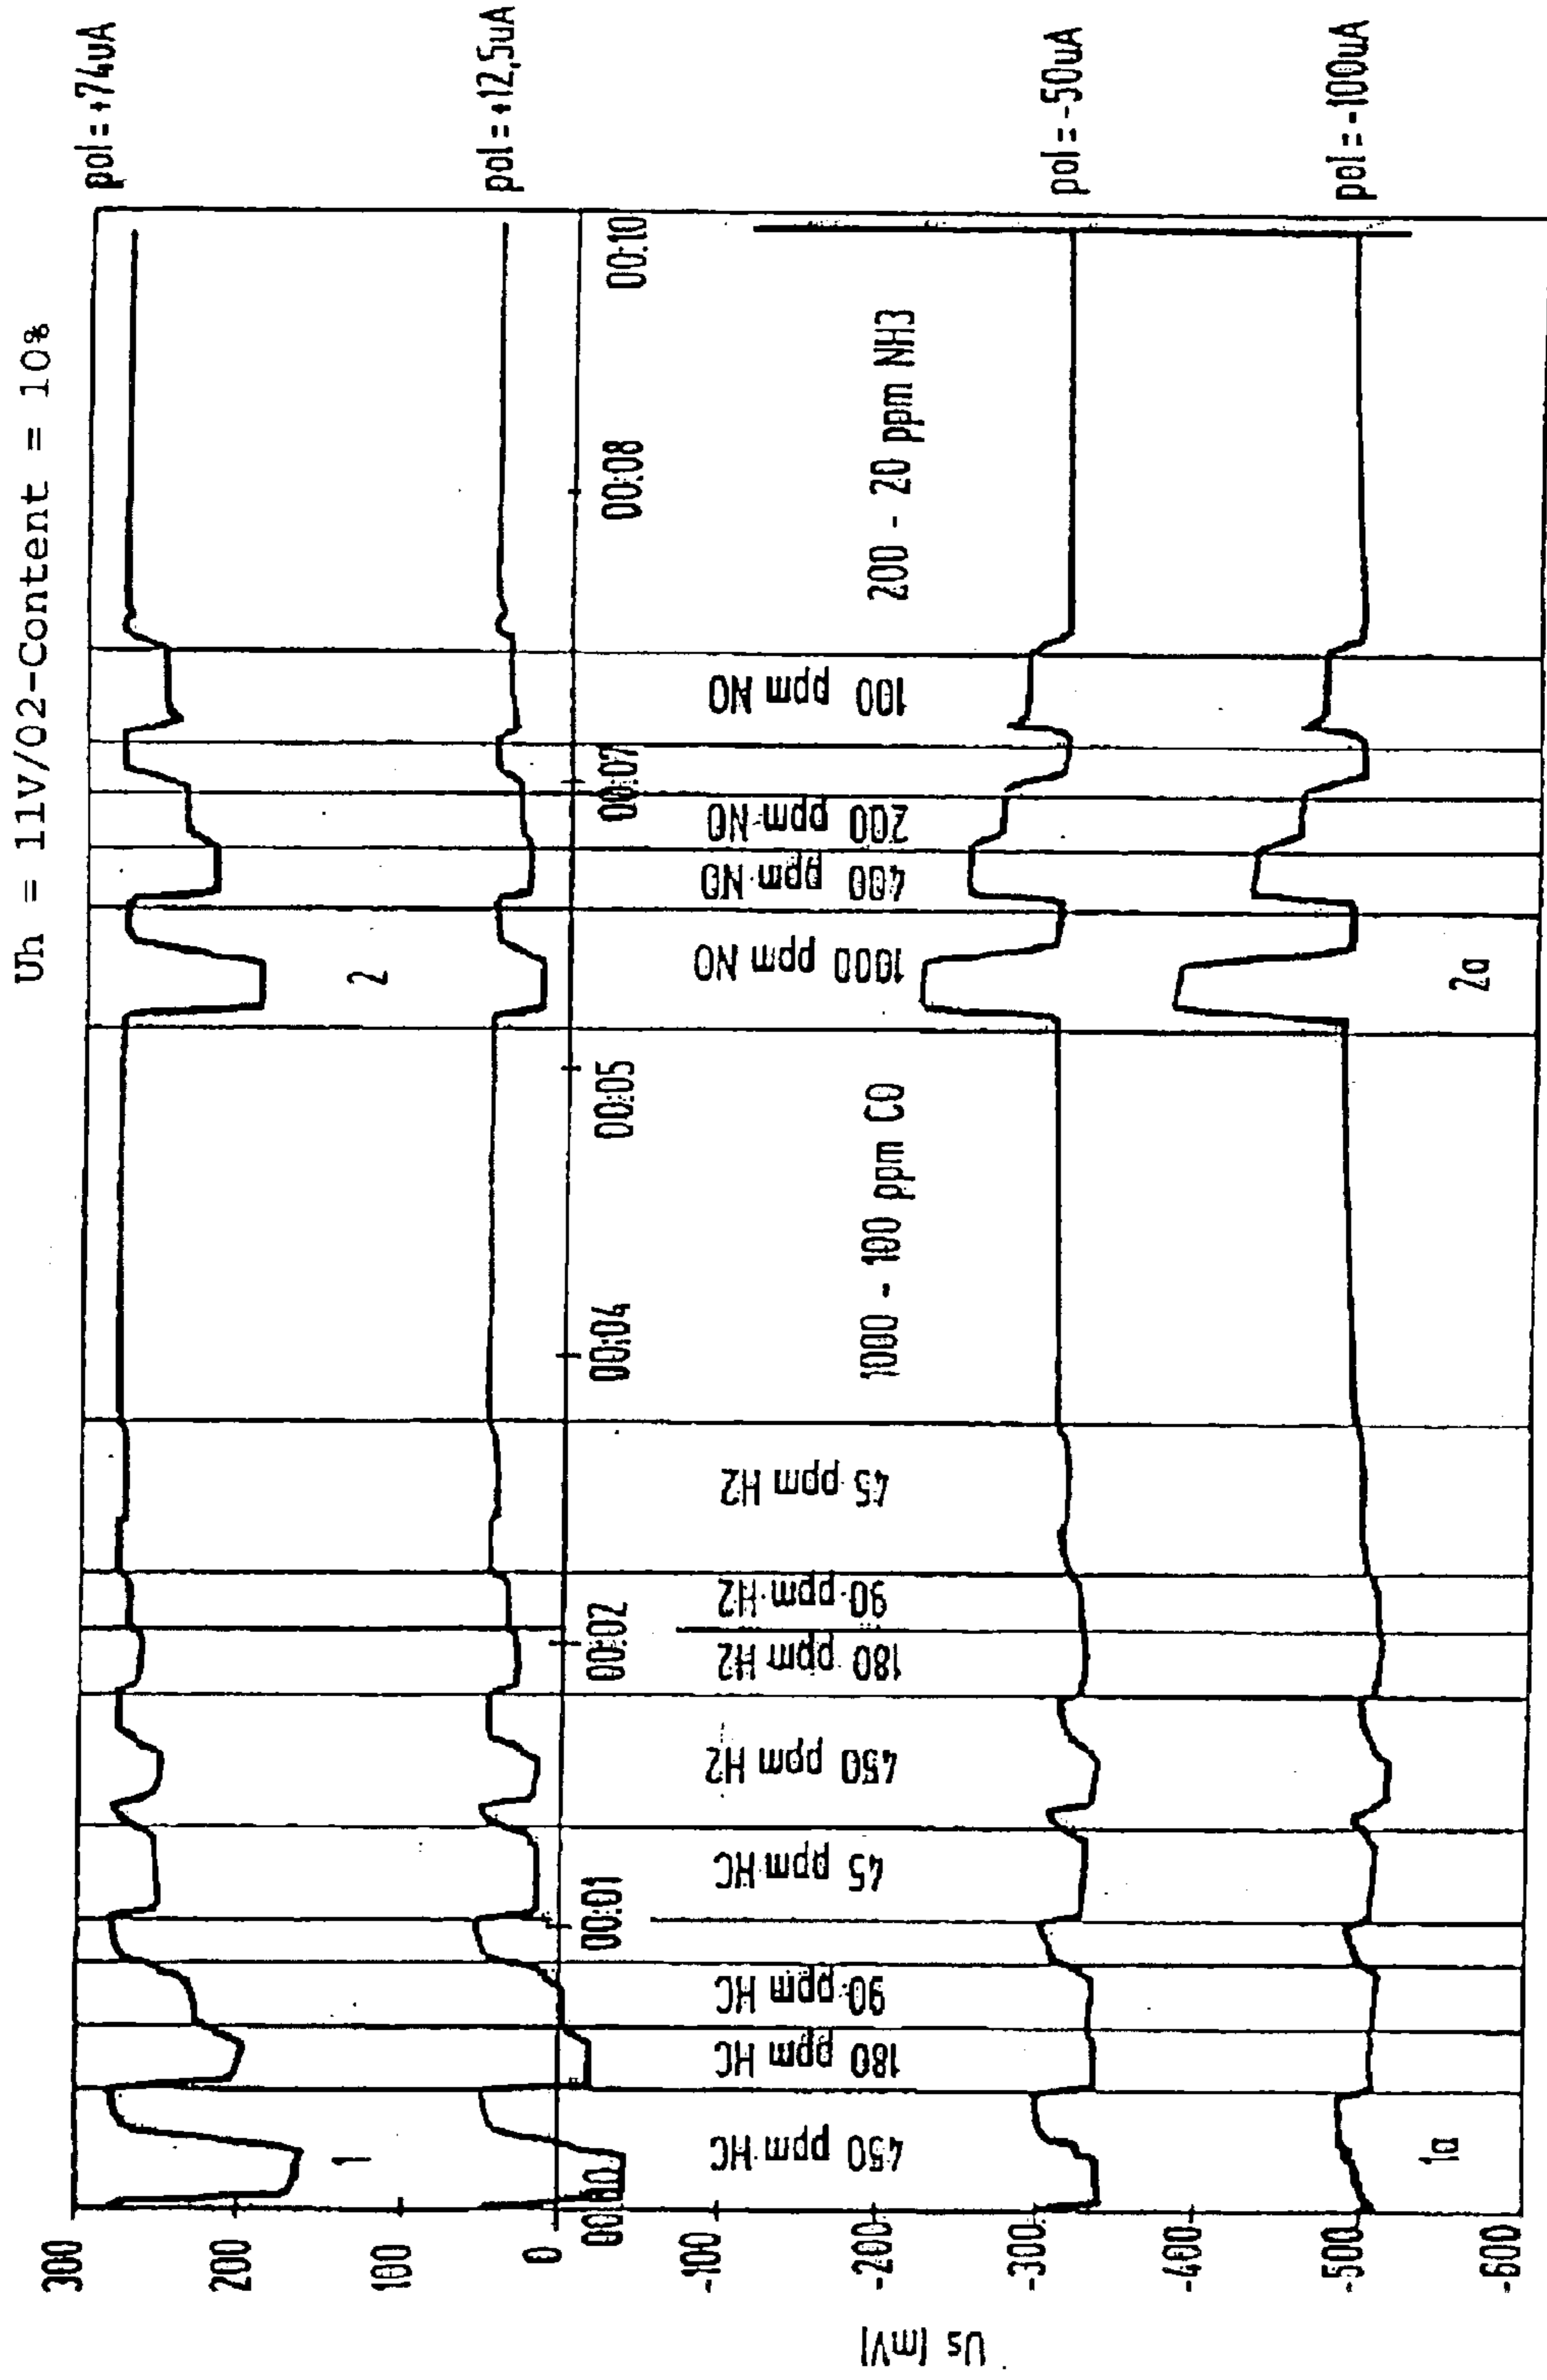 Uh = 11V/O2-Content = 10%
pol=+74uA
pol=+12,5uA
pol=-50uA
pol=-100uA
Us [mV]
300
200
100
0
-100
-200
-300
-400
-500
-600
00:00
00:01
00:02
00:04
00:05
00:07
00:08
00:10
450 ppm HC
180 ppm HC
90 ppm HC
45 ppm HC
450 ppm H2
180 ppm H2
90 ppm H2
45 ppm H2
1000 - 100 ppm CO
1000 ppm NO
400 ppm NO
200 ppm NO
100 ppm NO
200 - 20 ppm NH3
1
2
1a
2a